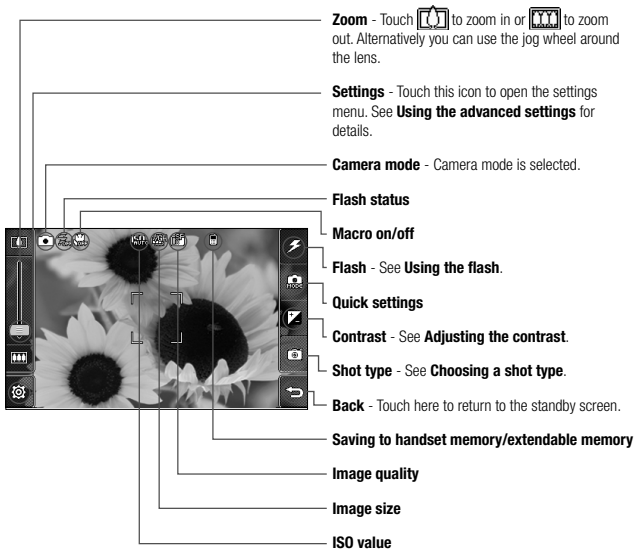 Zoom - Touch to zoom in or to zoom
out. Alternatively you can use the jog wheel around
the lens.
Settings - Touch this icon to open the settings
menu. See Using the advanced settings for
details.
Camera mode - Camera mode is selected.
Flash status
Macro on/off
Flash - See Using the flash.
Quick settings
Contrast - See Adjusting the contrast.
Shot type - See Choosing a shot type.
Back - Touch here to return to the standby screen.
Saving to handset memory/extendable memory
Image quality
Image size
ISO value
ISO
AUTO
MODE